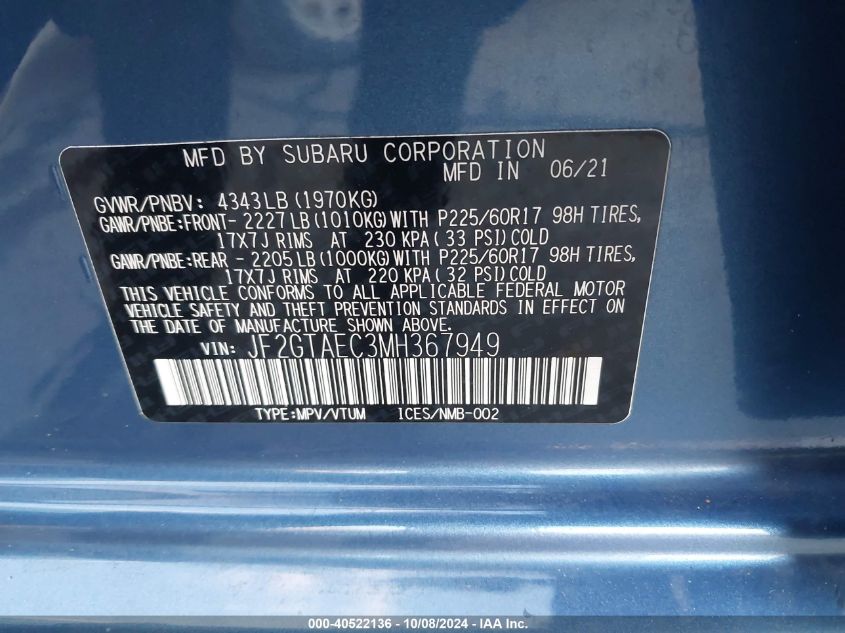 MFD BY SUBARU CORPORATION
MFD IN 06/21
GVWR/PNBV: 4343LB(1970KG)
GAWR/PNBE:FRONT- 2227LB(1010KG)WITH P225/60R17 98H TIRES,
17X7J RIMS AT 230 KPA(33 PSI)COLD
GAWR/PNBE:REAR - 2205LB(1000KG)WITH P225/60R17 98H TIRES,
17X7J RIMS AT 220 KPA(32 PSI)COLD
THIS VEHICLE CONFORMS TO ALL APPLICABLE FEDERAL MOTOR
VEHICLE SAFETY AND THEFT PREVENTION STANDARDS IN EFFECT ON
THE DATE OF MANUFACTURE SHOWN ABOVE.
VIN: JF2GTAEC3MH367949
TYPE:MPV/VTUM ICES/NMB-002
000-40522136 - 10/08/2024 - IAA Inc.